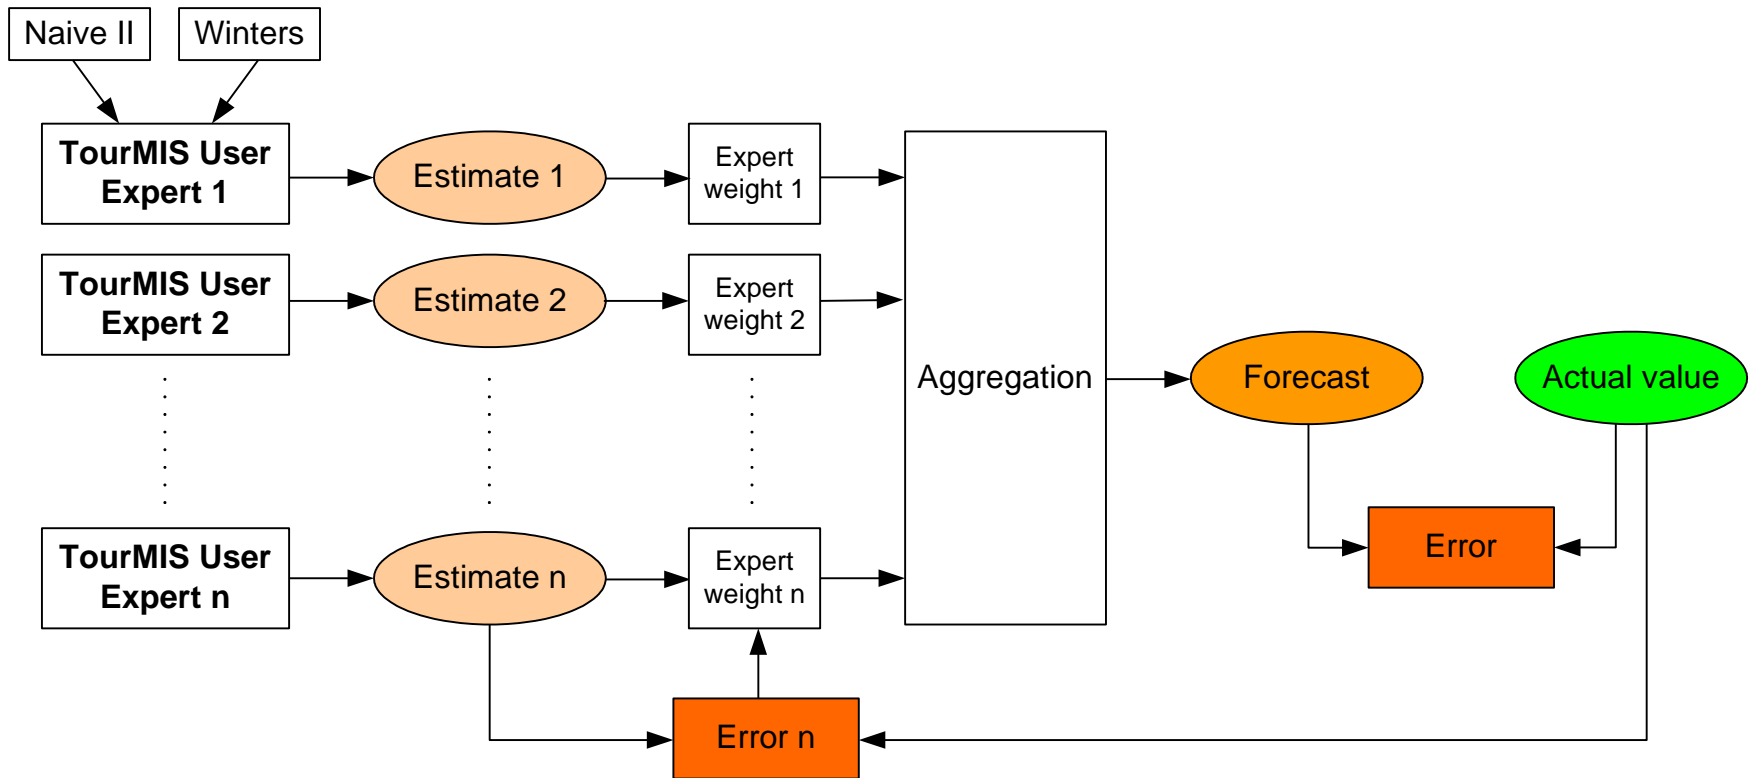 Naive II
Winters
TourMIS User
Expert 1
Estimate 1
Expert
weight 1
TourMIS User
Expert 2
Estimate 2
Expert
weight 2
Aggregation
Forecast
Actual value
Error
TourMIS User
Expert n
Estimate n
Expert
weight n
Error n